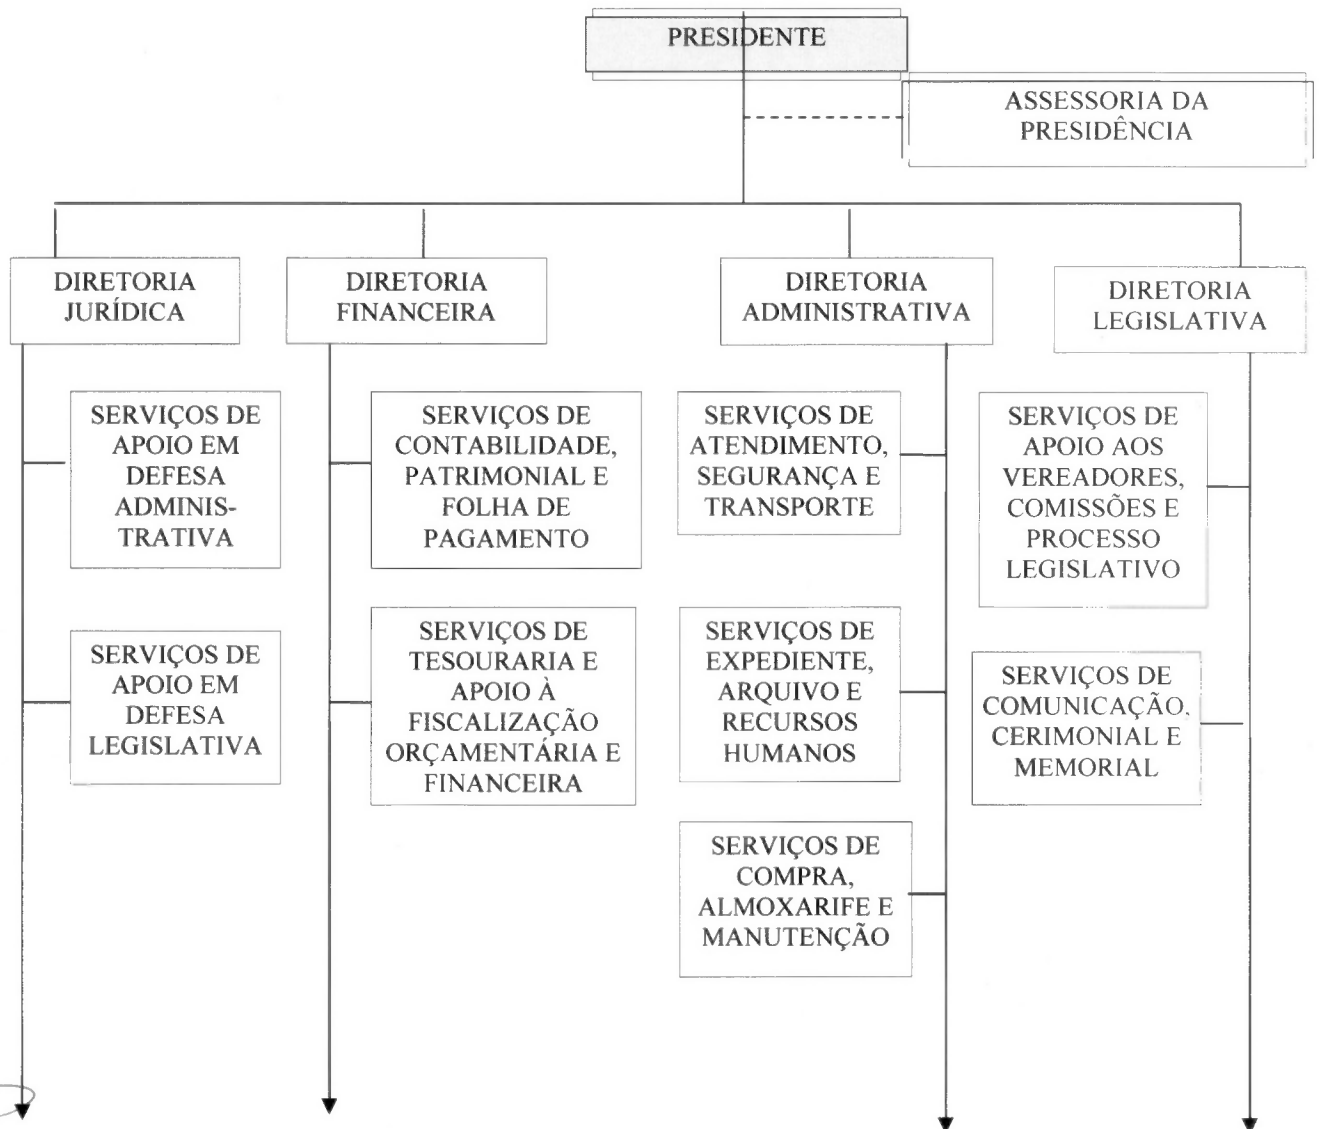 PRESIDENTE
ASSESSORIA DA
PRESIDÊNCIA
DIRETORIA
JURÍDICA
DIRETORIA
FINANCEIRA
DIRETORIA
ADMINISTRATIVA
DIRETORIA
LEGISLATIVA
SERVIÇOS DE
APOIO EM
DEFESA
ADMINIS-
TRATIVA
SERVIÇOS DE
CONTABILIDADE,
PATRIMONIAL E
FOLHA DE
PAGAMENTO
SERVIÇOS DE
ATENDIMENTO,
SEGURANÇA E
TRANSPORTE
SERVIÇOS DE
APOIO AOS
VEREADORES,
COMISSÕES E
PROCESSO
LEGISLATIVO
SERVIÇOS DE
APOIO EM
DEFESA
LEGISLATIVA
SERVIÇOS DE
TESOURARIA E
APOIO À
FISCALIZAÇÃO
ORÇAMENTÁRIA E
FINANCEIRA
SERVIÇOS DE
EXPEDIENTE,
ARQUIVO E
RECURSOS
HUMANOS
SERVIÇOS DE
COMUNICAÇÃO,
CERIMONIAL E
MEMORIAL
SERVIÇOS DE
COMPRA,
ALMOXARIFE E
MANUTENÇÃO